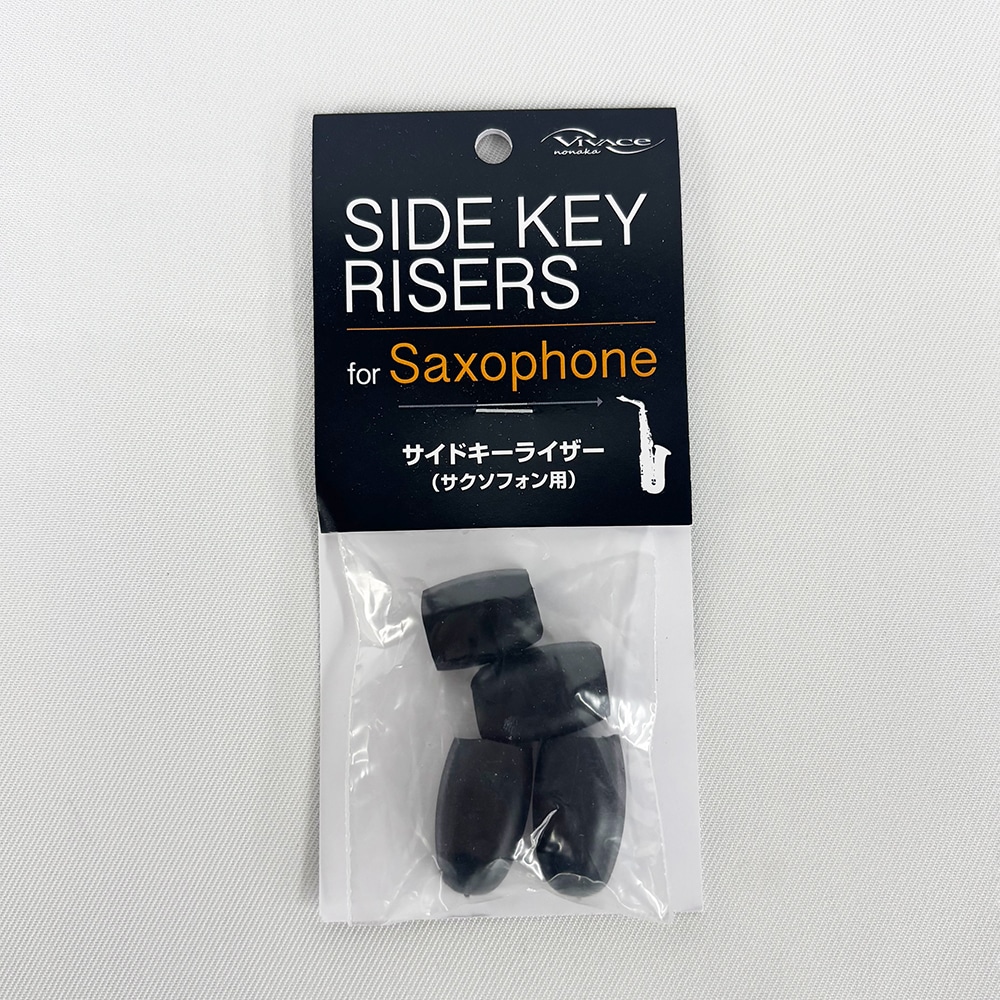 Vivace
nonaka
SIDE KEY
RISERS
for Saxophone
サイドキーライザー
（サクソフォン用）